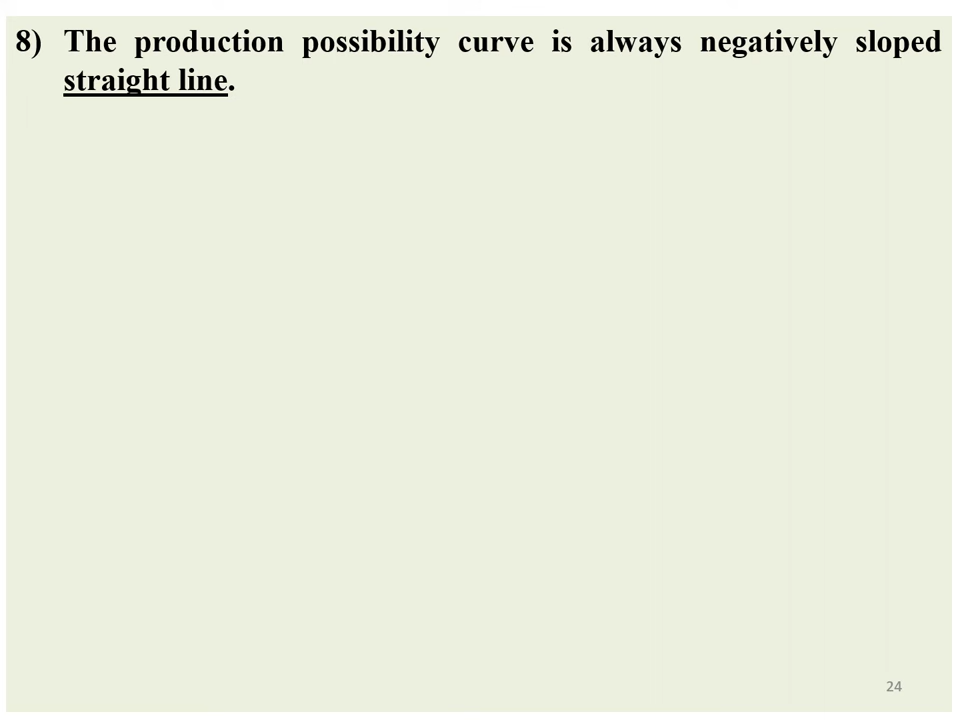 8) The production possibility curve is always negatively sloped
straight line.
24